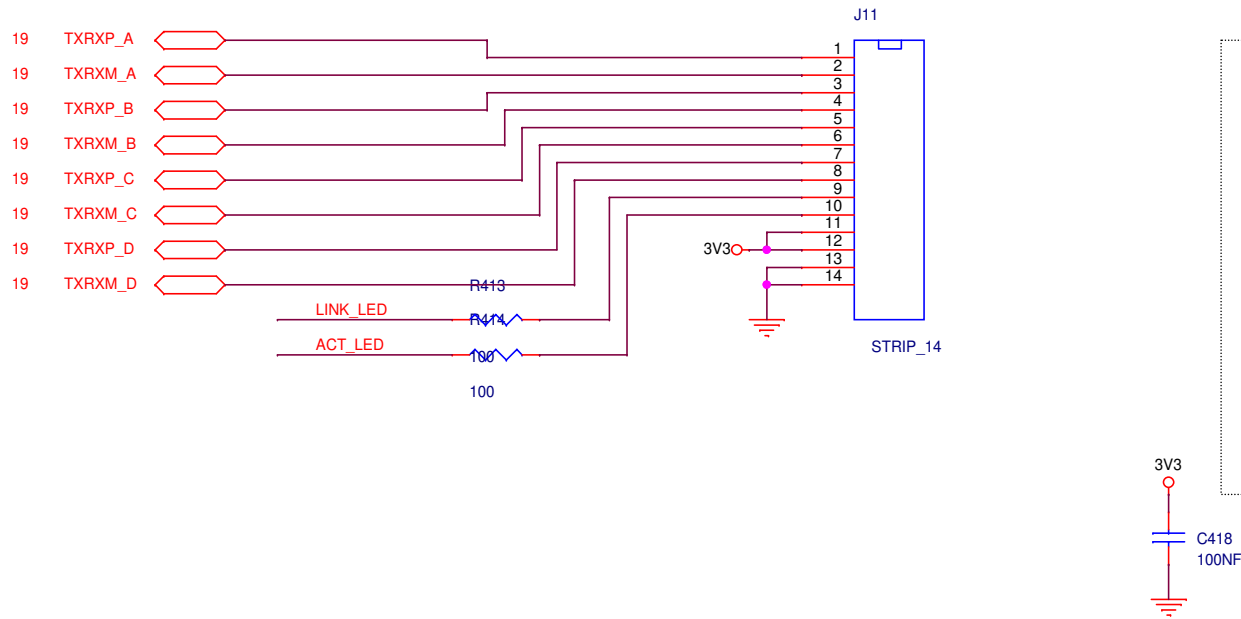 J11
19 TXRXP_A
1
19 TXRXM_A
2
3
19 TXRXP_B
4
5
19 TXRXM_B
6
7
19 TXRXP_C
8
9
19 TXRXM_C
10
11
19 TXRXP_D
3V3
12
13
19 TXRXM_D
14
R413
LINK_LED
R414
ACT_LED
STRIP_14
100
100
3V3
C418
100NF